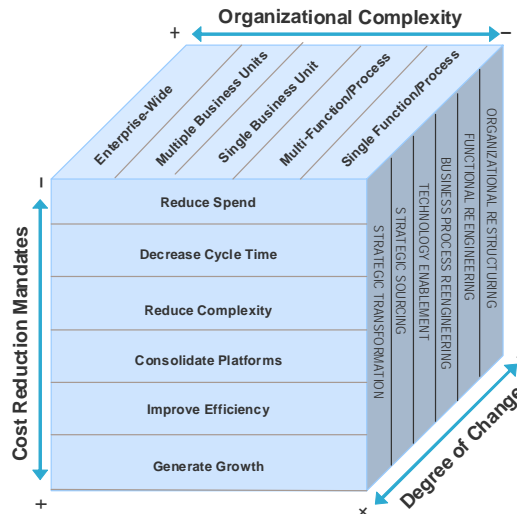 Organizational Complexity
+
–
Enterprise-Wide
Multiple Business Units
Single Business Unit
Multi-Function/Process
Single Function/Process
–
Cost Reduction Mandates
+
Reduce Spend
Decrease Cycle Time
Reduce Complexity
Consolidate Platforms
Improve Efficiency
Generate Growth
STRATEGIC TRANSFORMATION
STRATEGIC SOURCING
TECHNOLOGY ENABLEMENT
BUSINESS PROCESS REENGINEERING
FUNCTIONAL REENGINEERING
ORGANIZATIONAL RESTRUCTURING
Degree of Change
+